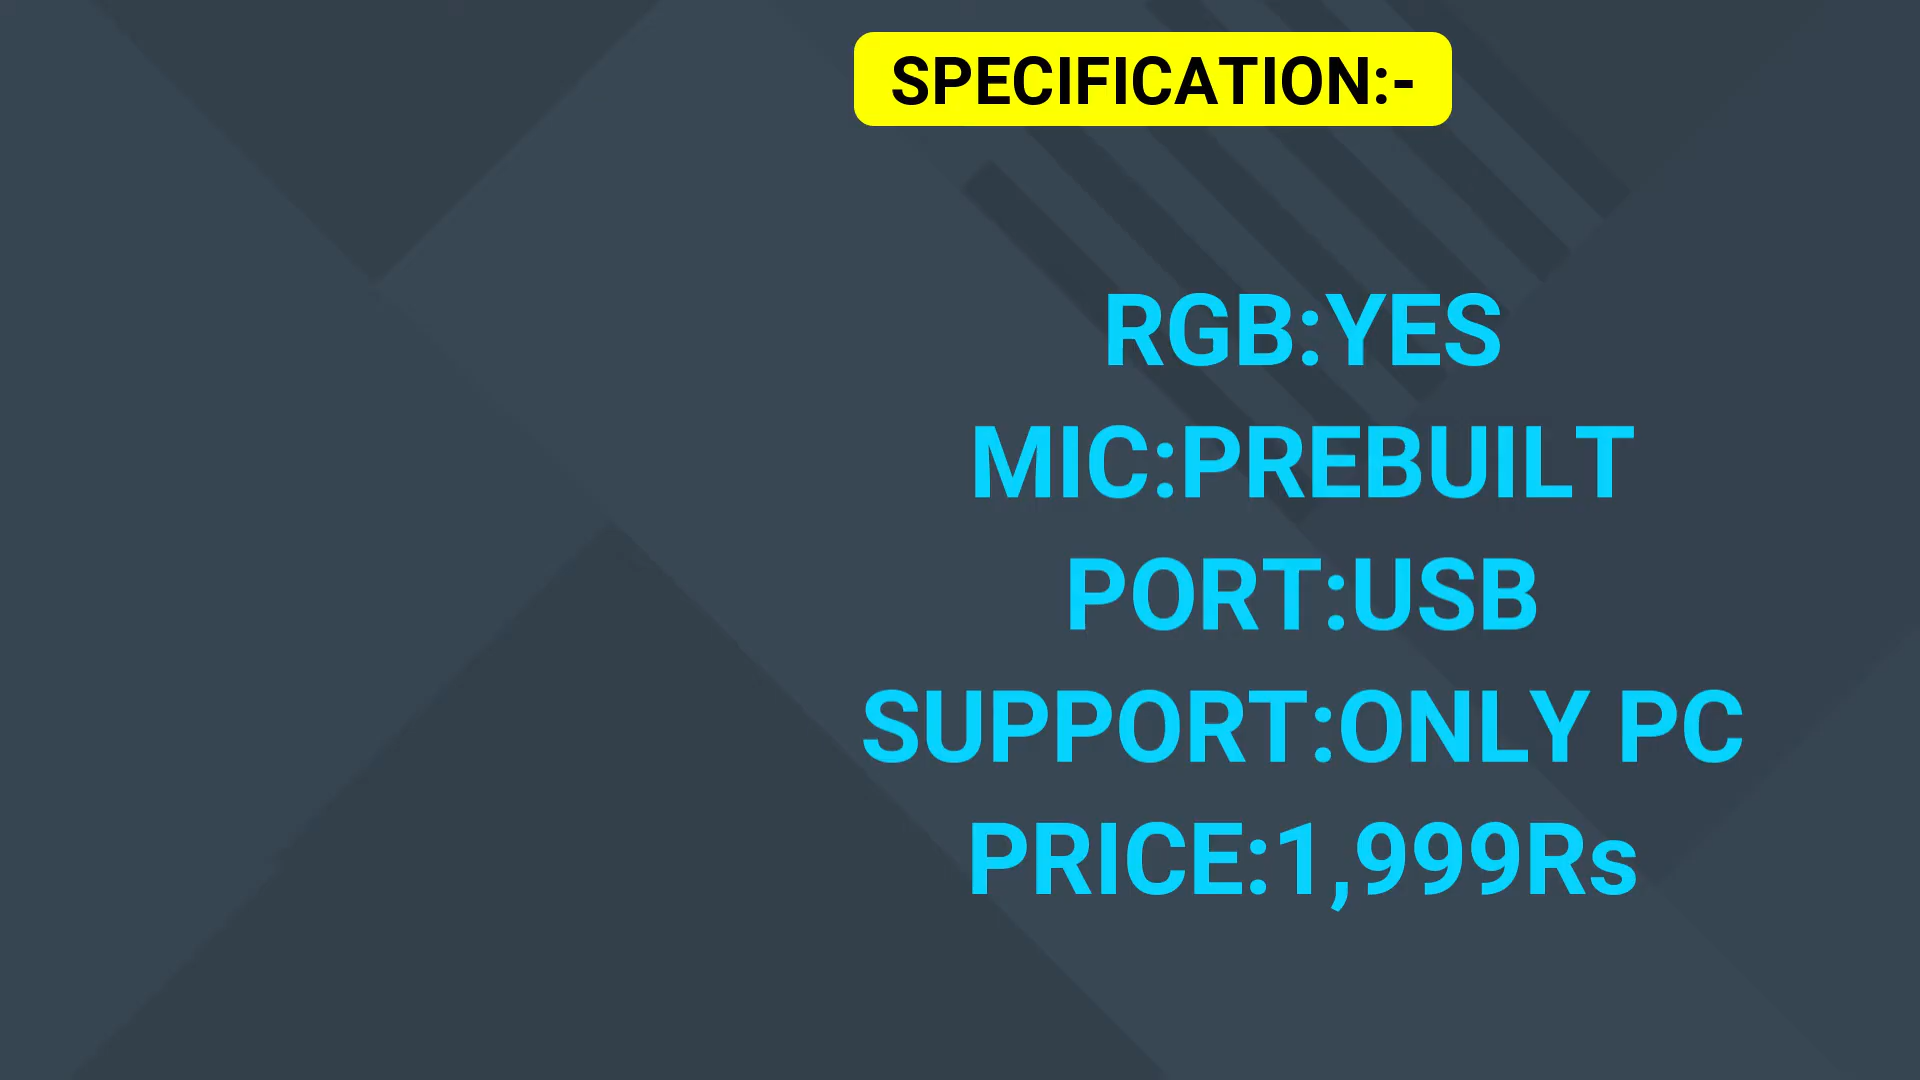 SPECIFICATION:-
RGB:YES
MIC:PREBUILT
PORT:USB
SUPPORT:ONLY PC
PRICE:1,999Rs